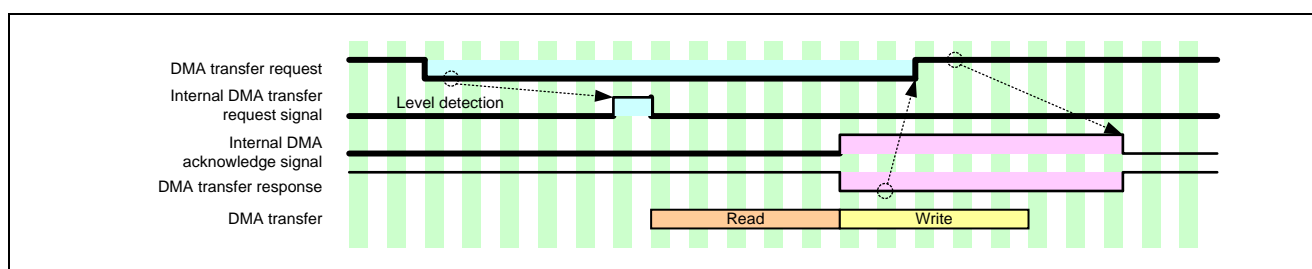 DMA transfer request
Internal DMA transfer
request signal
Level detection
Internal DMA
acknowledge signal
DMA transfer response
DMA transfer
Read
Write